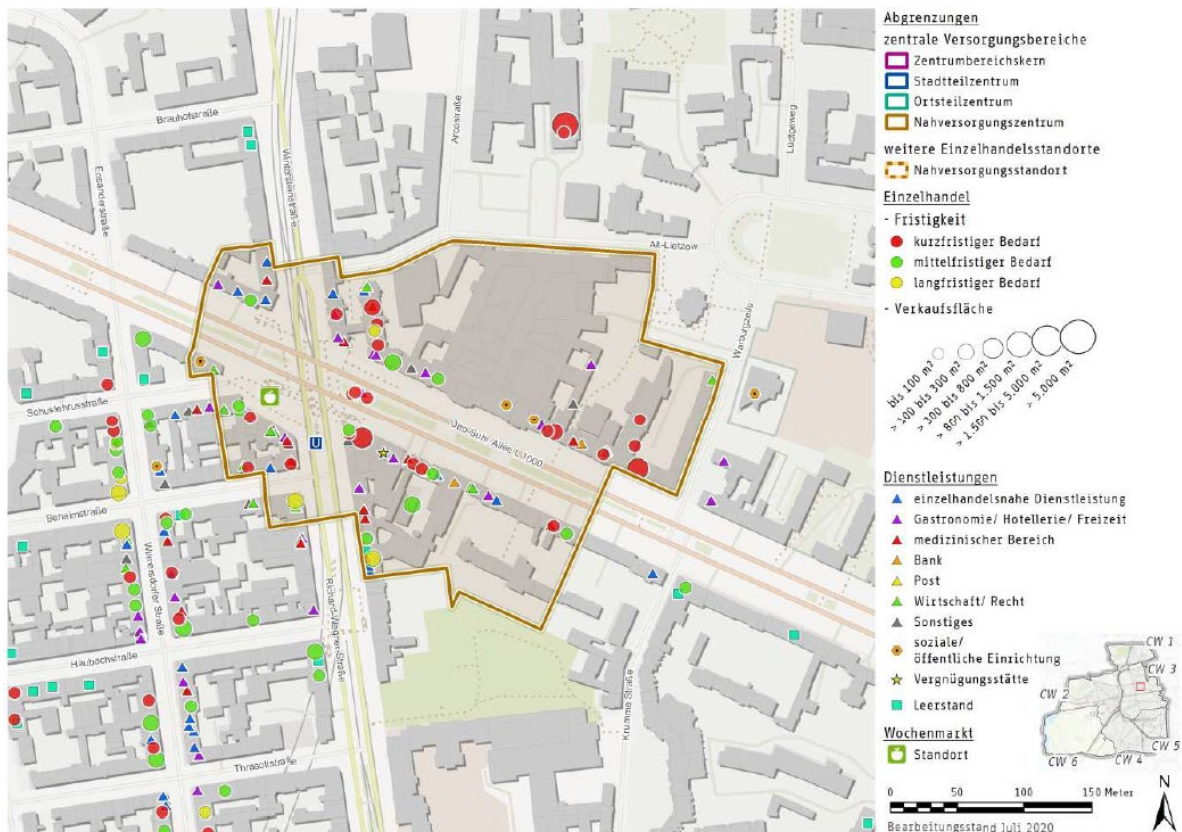 Brauhofstraße
Eosanderstraße
Wintersteinstraße
Arcostraße
Lüdtgeweg
Alt-Lietzow
Warburgzeile
Schustehrusstraße
Otto-Suhr-Allee L1000
U
Behaimstraße
Wilmersdorfer Straße
Richard-Wagner-Straße
Haubachstraße
Krumme Straße
Thrasoltstraße
Abgrenzungen
zentrale Versorgungsbereiche
Zentrumbereichskern
Stadtteilzentrum
Ortsteilzentrum
Nahversorgungszentrum
weitere Einzelhandelsstandorte
Nahversorgungsstandort
Einzelhandel
- Fristigkeit
kurzfristiger Bedarf
mittelfristiger Bedarf
langfristiger Bedarf
- Verkaufsfläche
bis 100 m²
> 100 bis 300 m²
> 300 bis 800 m²
> 800 bis 1.500 m²
> 1.500 bis 5.000 m²
> 5.000 m²
Dienstleistungen
einzelhandelsnahe Dienstleistung
Gastronomie/ Hotellerie/ Freizeit
medizinischer Bereich
Bank
Post
Wirtschaft/ Recht
Sonstiges
soziale/
öffentliche Einrichtung
Vergnügungsstätte
Leerstand
Wochenmarkt
Standort
CW 1
CW 3
CW 2
CW 5
CW 6
CW 4
0 50 100 150 Meter
N
Bearbeitungsstand Juli 2020